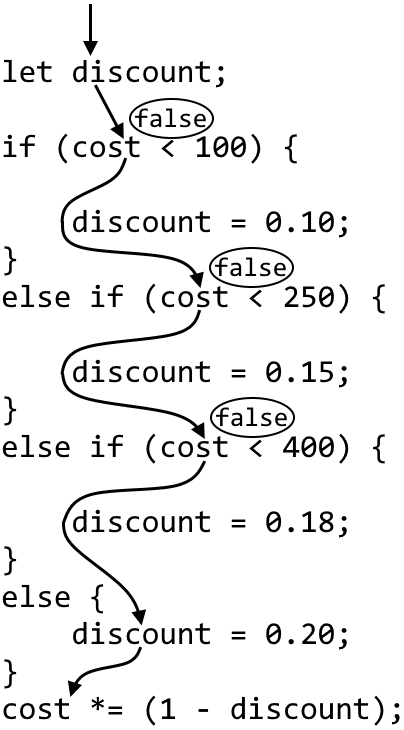 let discount;
false
if (cost < 100) {
discount = 0.10;
}
false
else if (cost < 250) {
discount = 0.15;
}
false
else if (cost < 400) {
discount = 0.18;
}
else {
discount = 0.20;
}
cost *= (1 - discount);